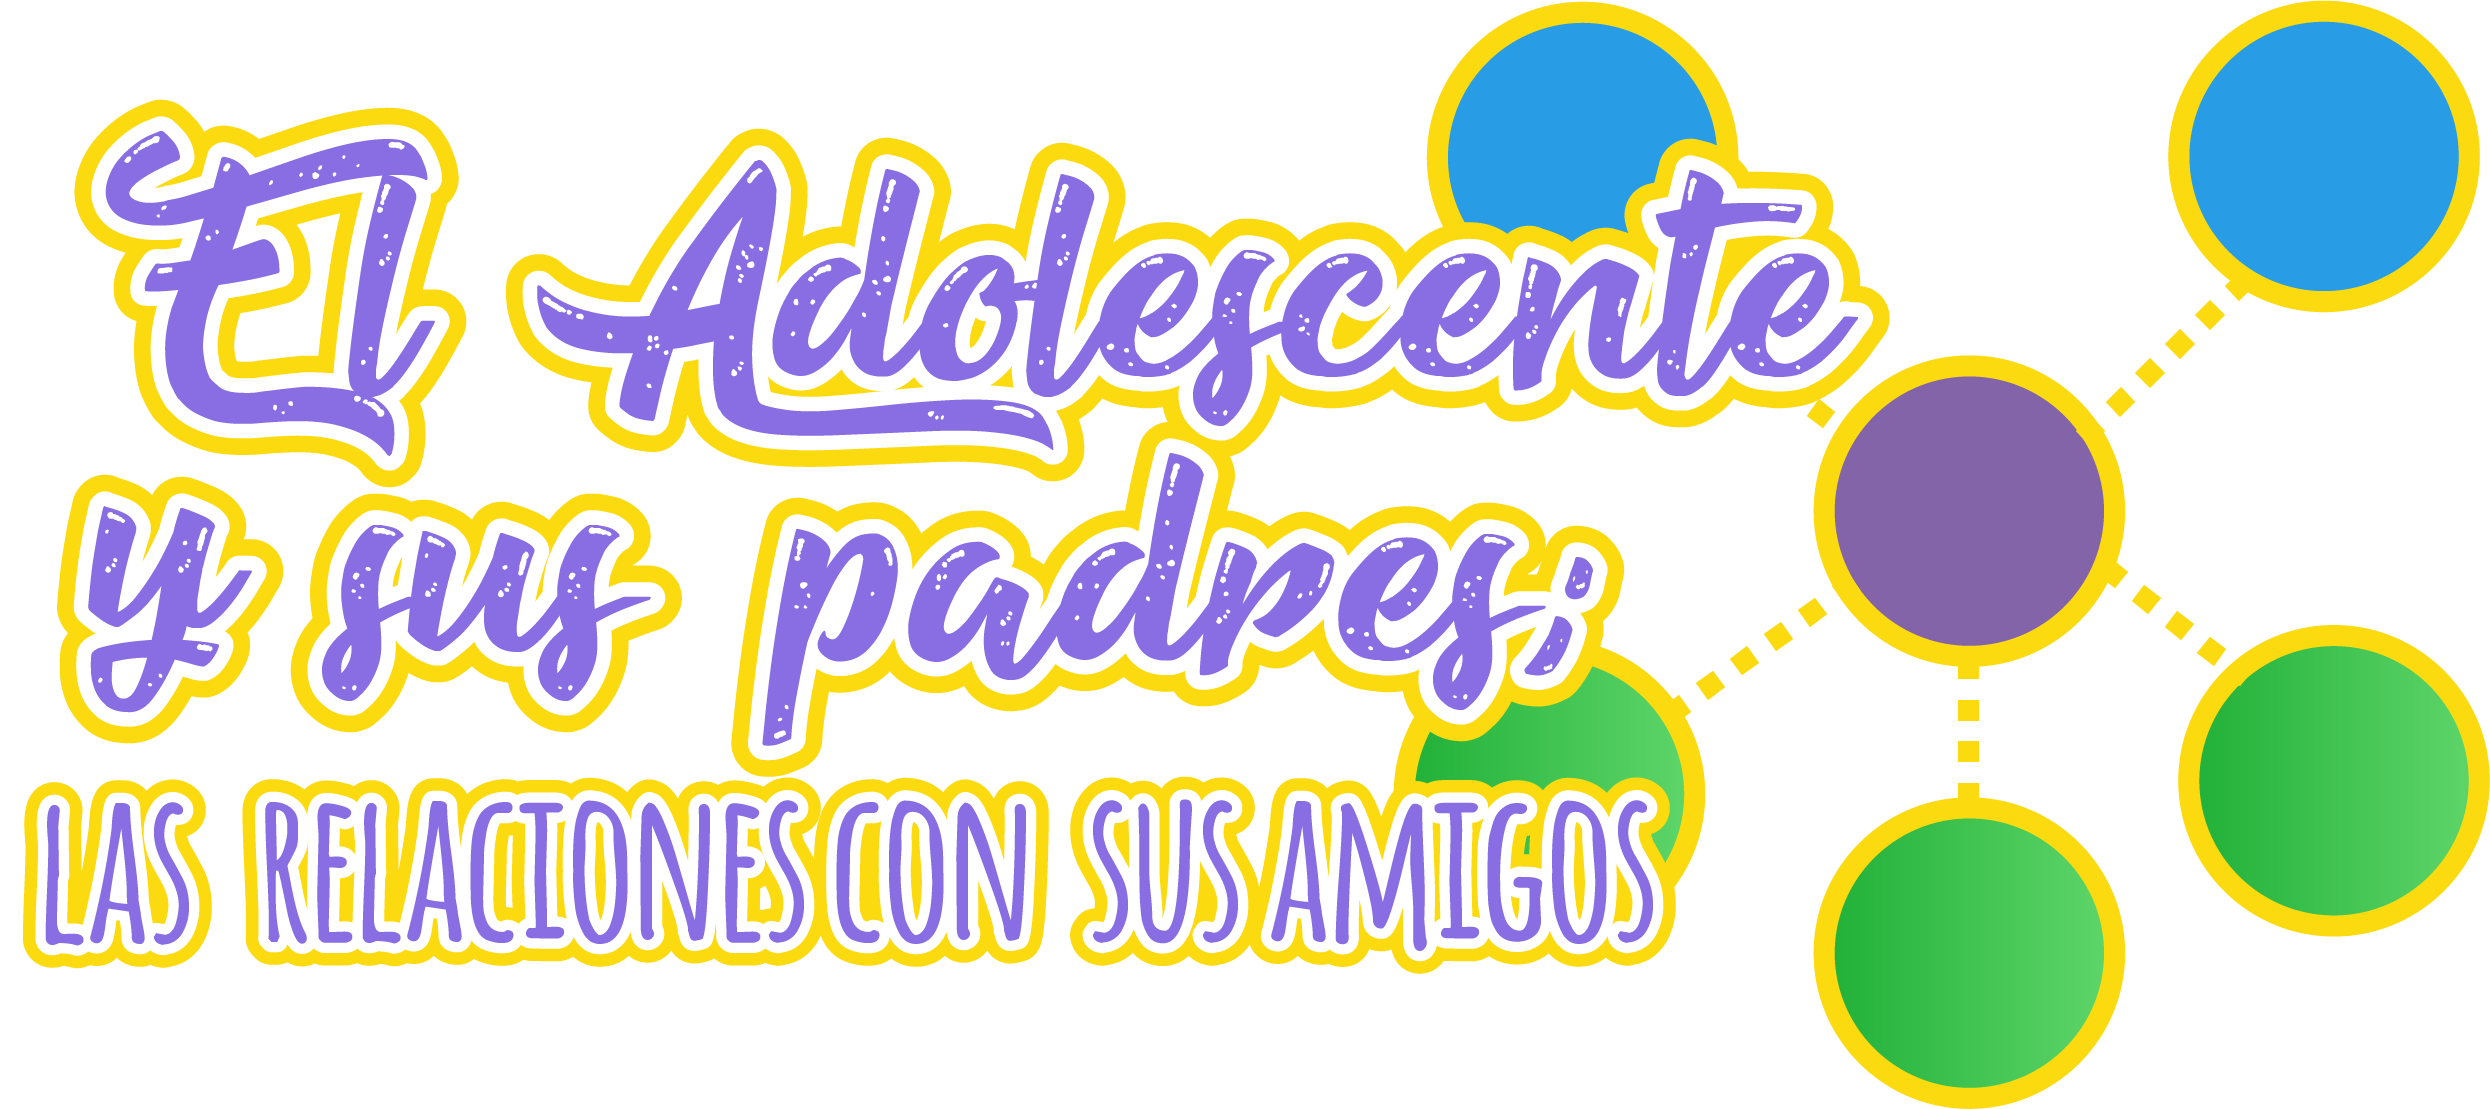 El Adolescente
y sus padres;
LAS RELACIONES CON SUS AMIGOS